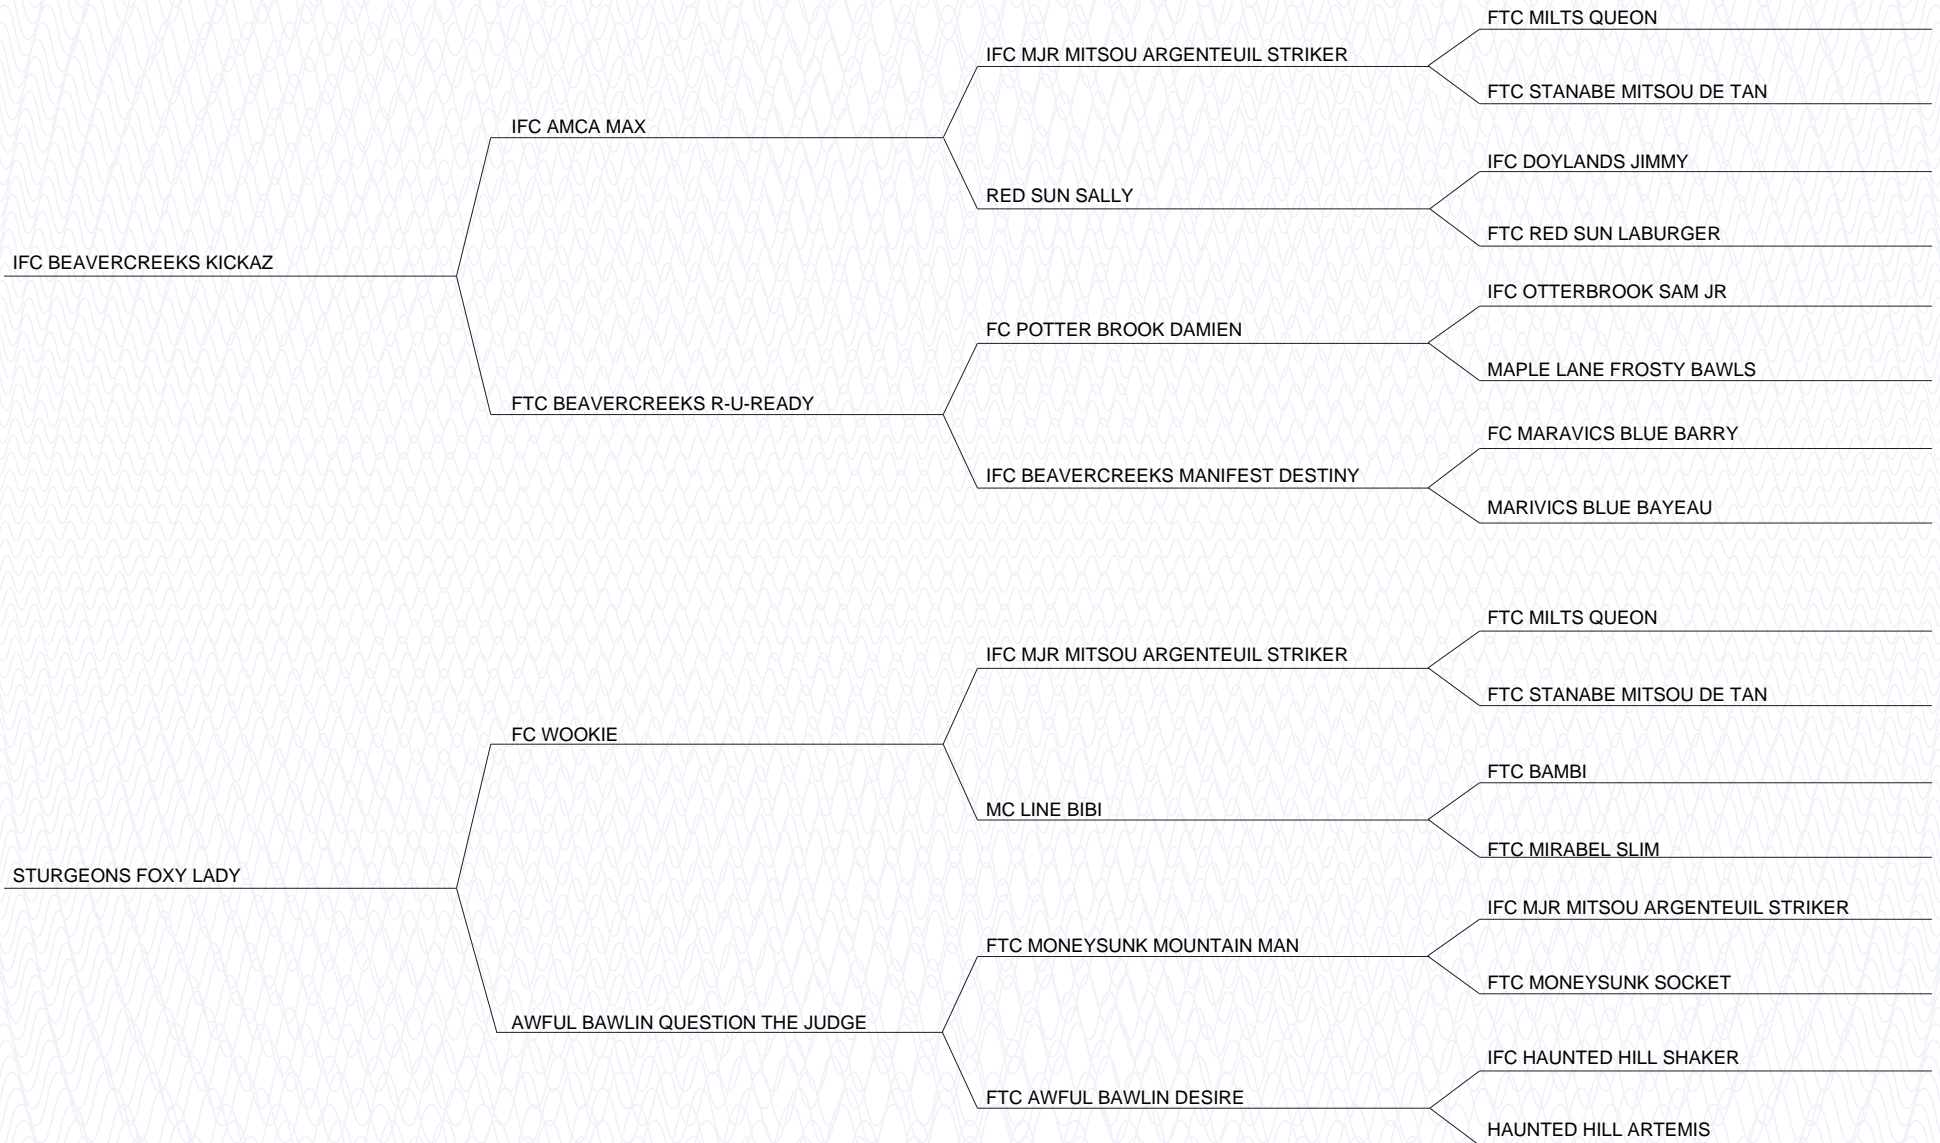 FTC MILTS QUEON
IFC MJR MITSOU ARGENTEUIL STRIKER
FTC STANABE MITSOU DE TAN
IFC AMCA MAX
IFC DOYLANDS JIMMY
RED SUN SALLY
FTC RED SUN LABURGER
IFC BEAVERCREEKS KICKAZ
IFC OTTERBROOK SAM JR
FC POTTER BROOK DAMIEN
MAPLE LANE FROSTY BAWLS
FTC BEAVERCREEKS R-U-READY
FC MARAVICS BLUE BARRY
IFC BEAVERCREEKS MANIFEST DESTINY
MARIVICS BLUE BAYEAU
FTC MILTS QUEON
IFC MJR MITSOU ARGENTEUIL STRIKER
FTC STANABE MITSOU DE TAN
FC WOOKIE
FTC BAMBI
MC LINE BIBI
FTC MIRABEL SLIM
STURGEONS FOXY LADY
IFC MJR MITSOU ARGENTEUIL STRIKER
FTC MONEYSUNK MOUNTAIN MAN
FTC MONEYSUNK SOCKET
AWFUL BAWLIN QUESTION THE JUDGE
IFC HAUNTED HILL SHAKER
FTC AWFUL BAWLIN DESIRE
HAUNTED HILL ARTEMIS